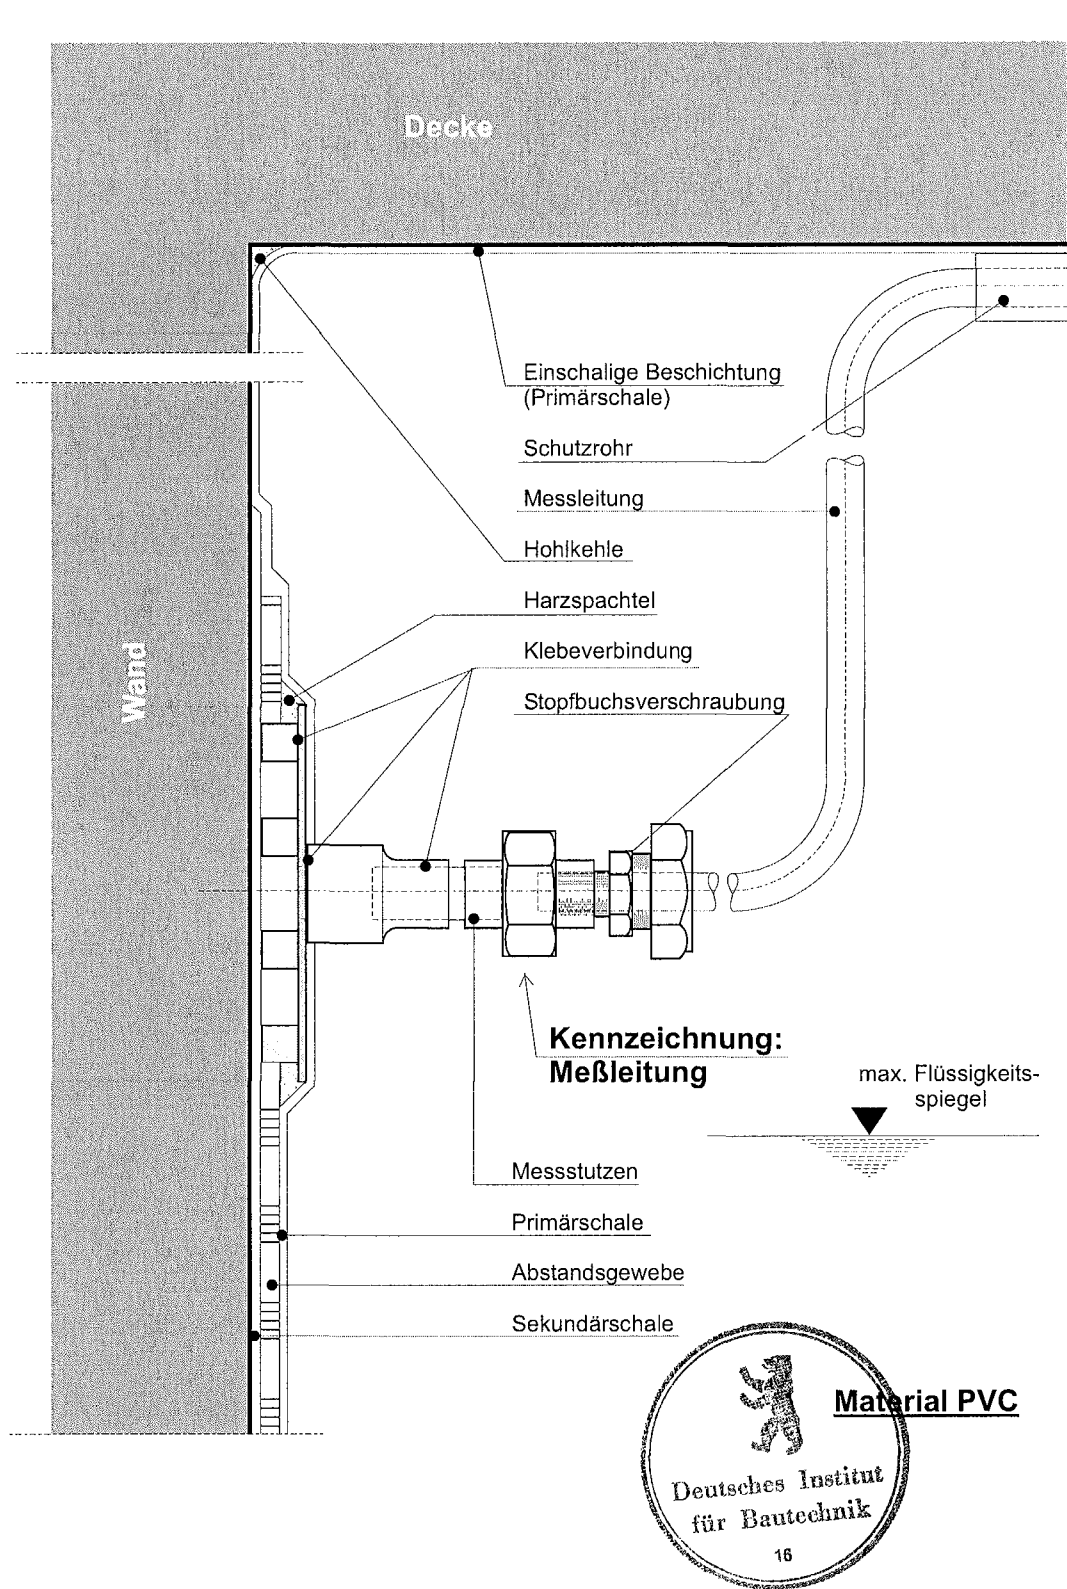 Decke
Einschalige Beschichtung
(Primärschale)
Schutzrohr
Messleitung
Hohlkehle
Harzspachtel
Klebeverbindung
Stopfbuchsverschraubung
Wand
Kennzeichnung:
Meßleitung
max. Flüssigkeits-
spiegel
Messstutzen
Primärschale
Abstandsgewebe
Sekundärschale
Material PVC
Deutsches Institut
für Bautechnik
16